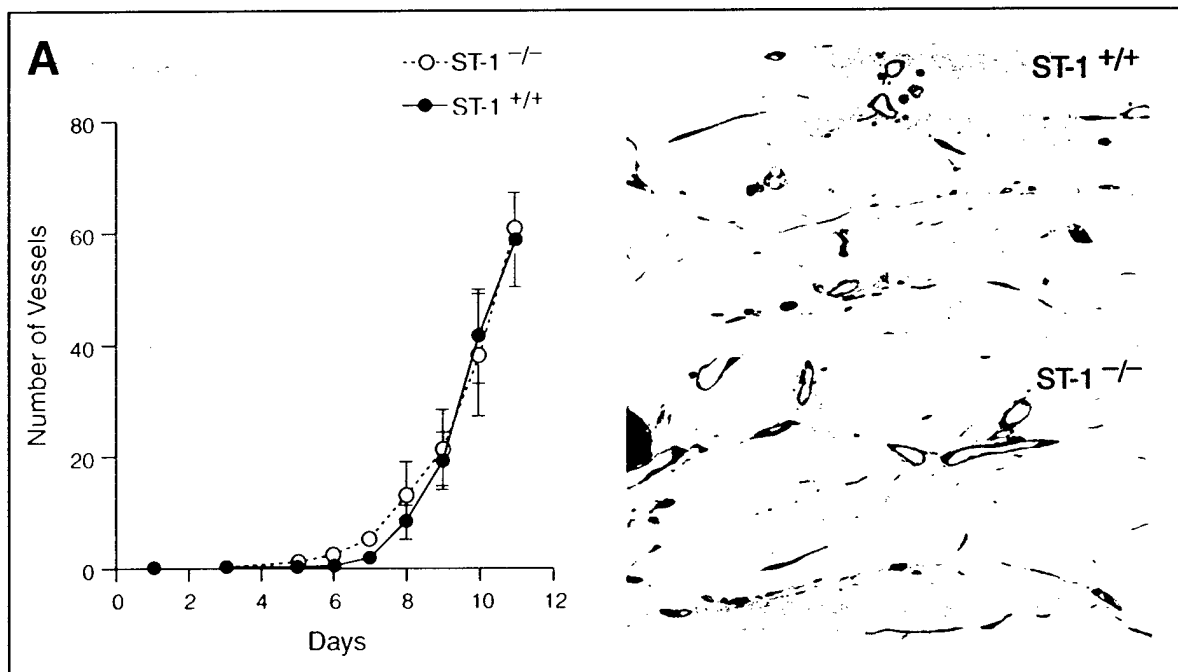 A
ST-1 −/−
ST-1 +/+
80
60
40
20
0
Number of Vessels
0 2 4 6 8 10 12
Days
ST-1 +/+
ST-1 −/−